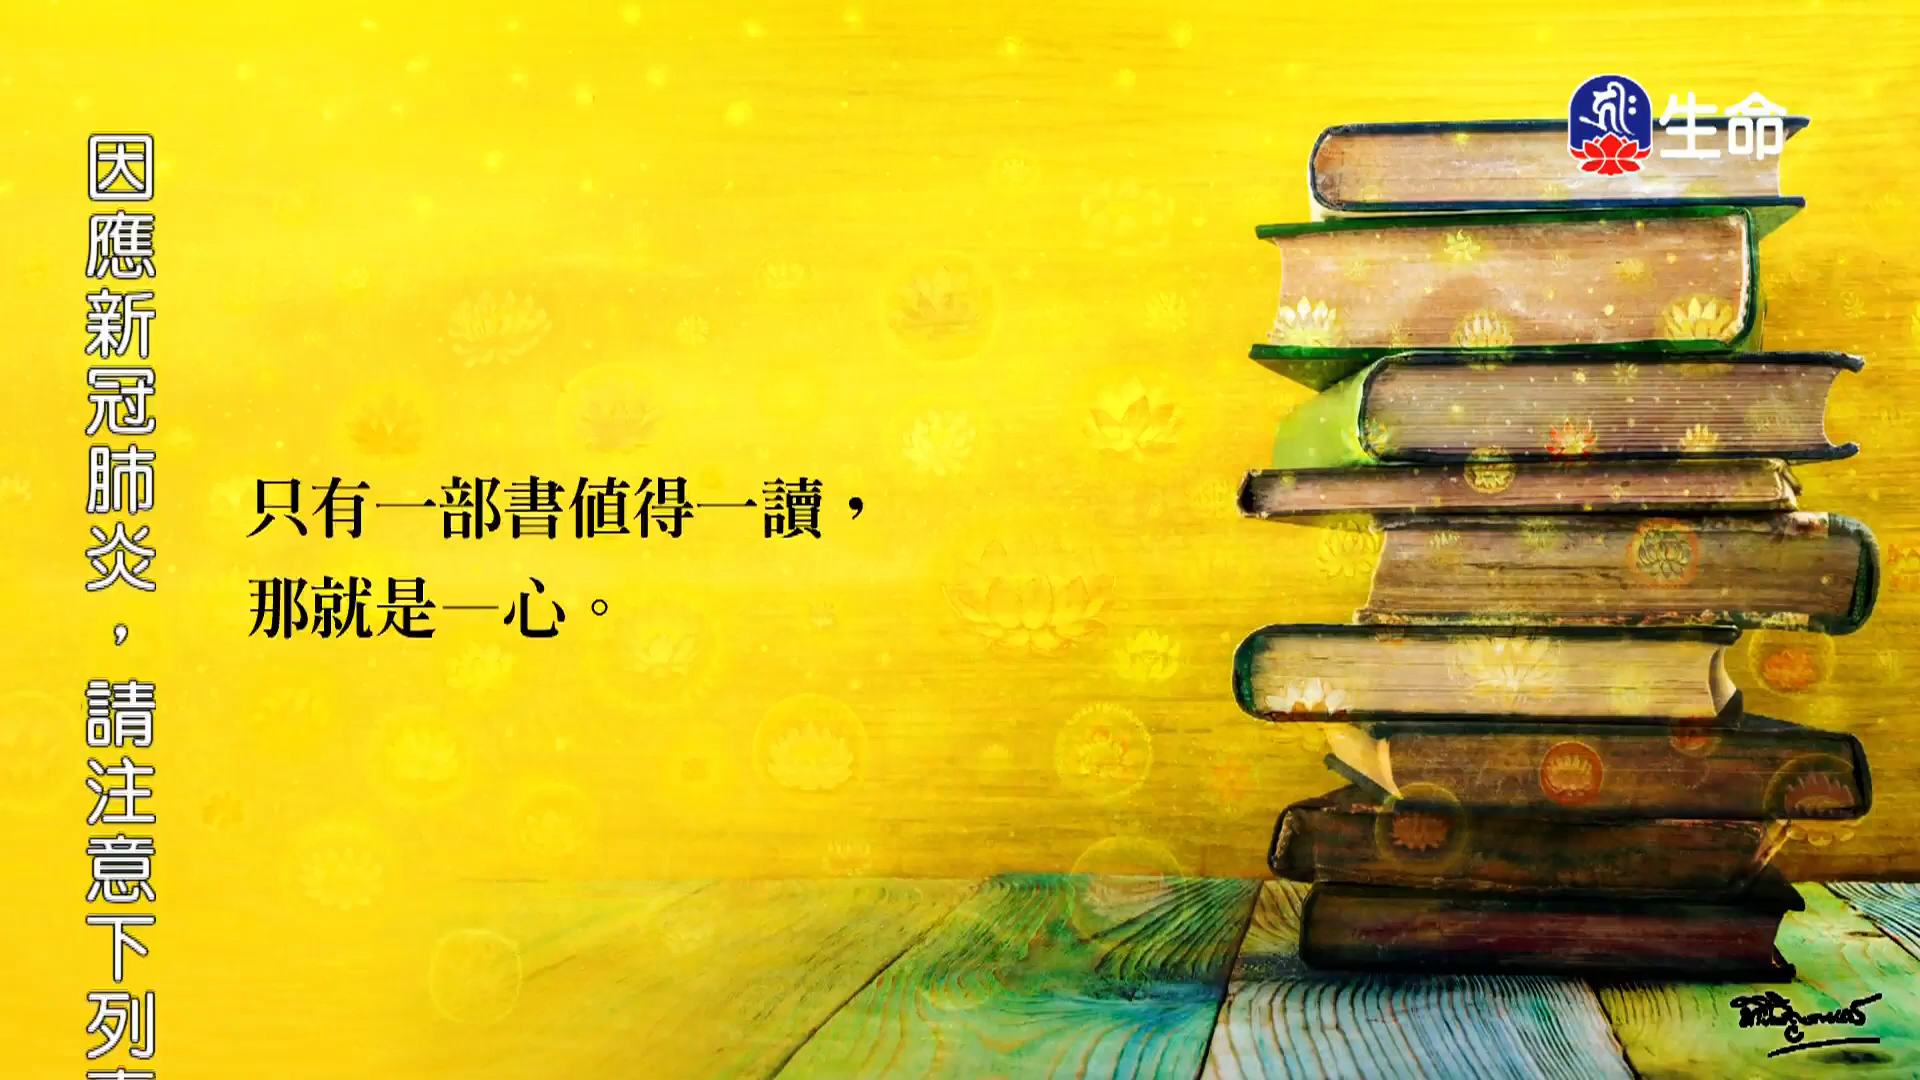 生命
因應新冠肺炎，請注意下列
只有一部書值得一讀，
那就是一心。